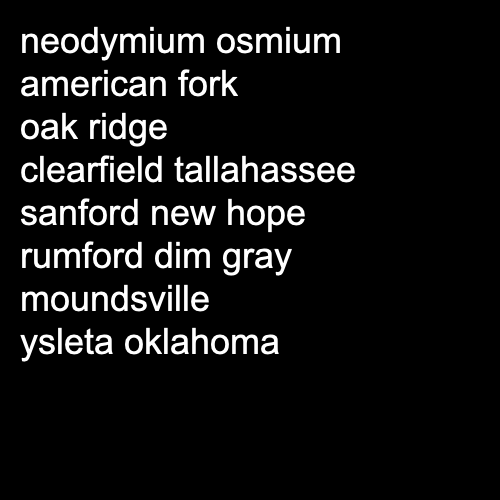 neodymium osmium
american fork
oak ridge
clearfield tallahassee
sanford new hope
rumford dim gray
moundsville
ysleta oklahoma